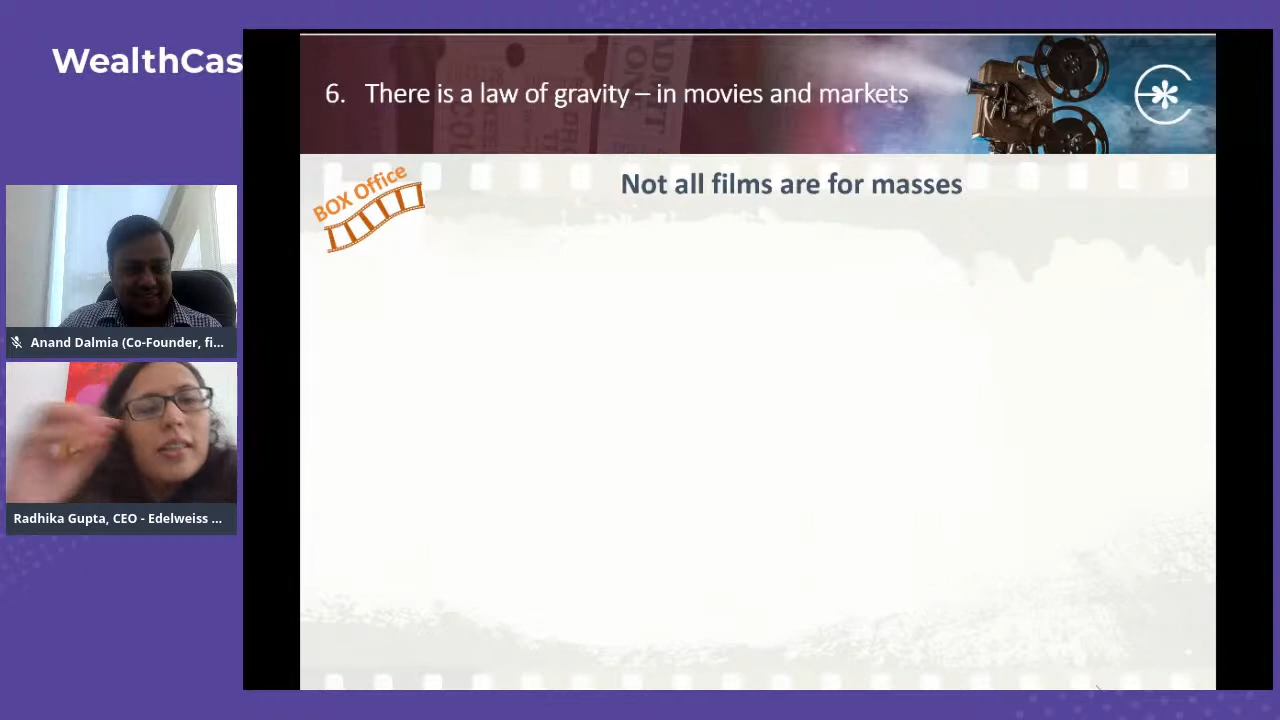 WealthCas
6. There is a law of gravity – in movies and markets
BOX Office
Not all films are for masses
Anand Dalmia (Co-Founder, fi...
Radhika Gupta, CEO - Edelweiss ...